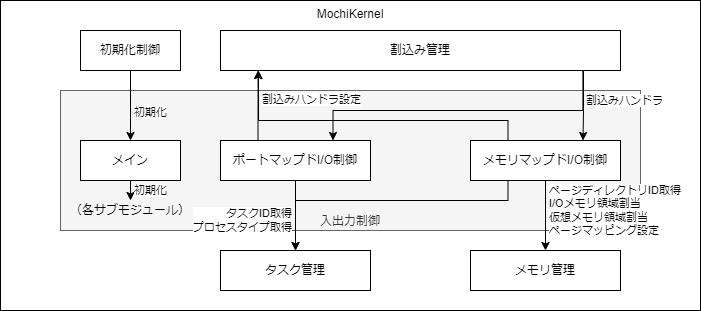 MochiKernel
初期化制御
割込み管理
初期化
割込みハンドラ設定
割込みハンドラ
メイン
ポートマップドI/O制御
メモリマップドI/O制御
初期化
（各サブモジュール）
タスクID取得
プロセスタイプ取得
入出力制御
ページディレクトリID取得
I/Oメモリ領域割当
仮想メモリ領域割当
ページマッピング設定
タスク管理
メモリ管理